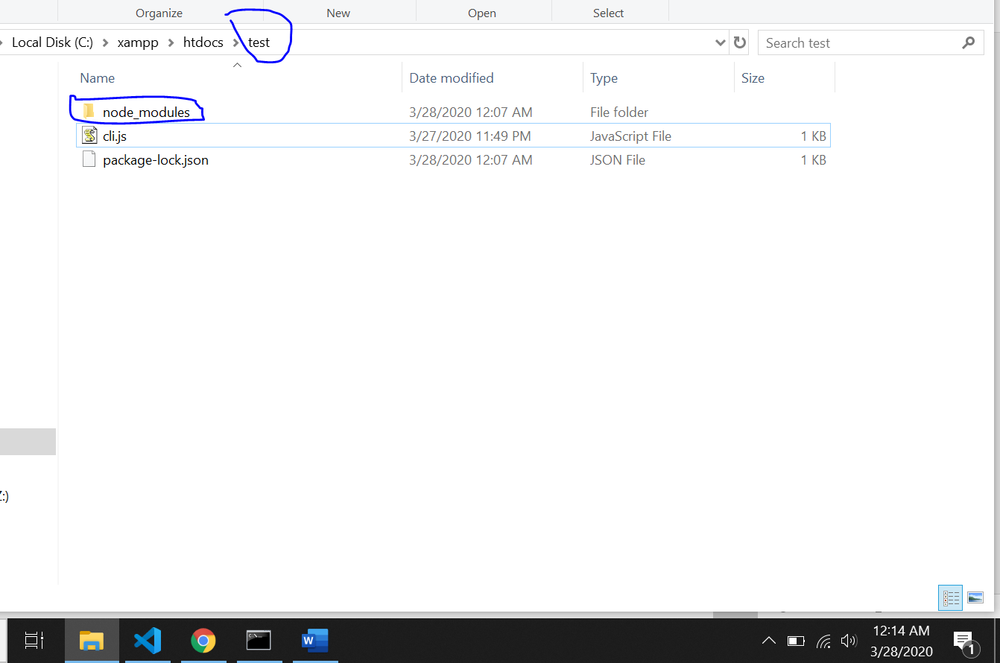 Organize New Open Select
Local Disk (C:) xampp htdocs test Search test
Name Date modified Type Size
node_modules 3/28/2020 12:07 AM File folder
cli.js 3/27/2020 11:49 PM JavaScript File 1 KB
package-lock.json 3/28/2020 12:07 AM JSON File 1 KB
:)
12:14 AM
3/28/2020
1